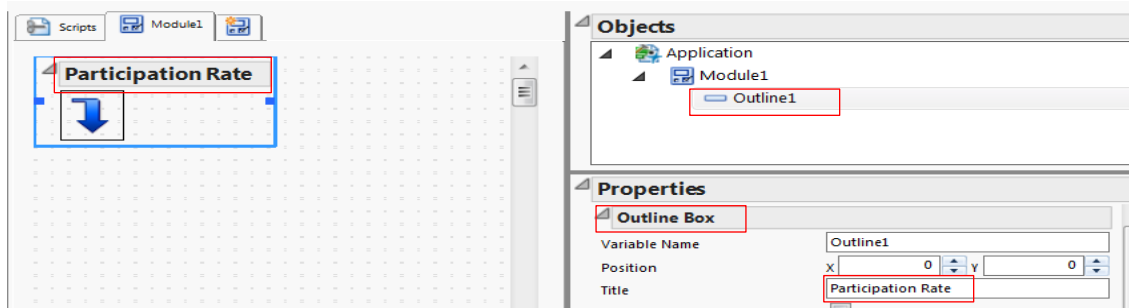 Scripts
Module1
Participation Rate
Objects
Application
Module1
Outline1
Properties
Outline Box
Variable Name Outline1
Position X 0 Y 0
Title Participation Rate